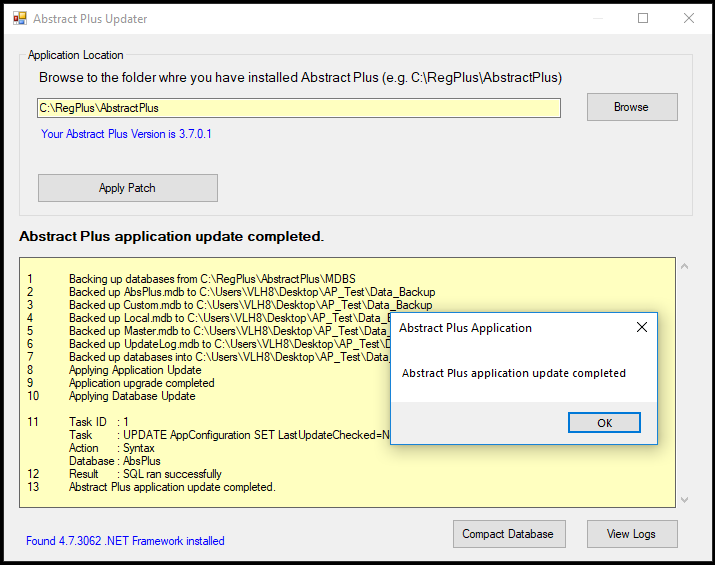 Abstract Plus Updater
Application Location
Browse to the folder whre you have installed Abstract Plus (e.g. C:\RegPlus\AbstractPlus)
C:\RegPlus\AbstractPlus
Browse
Your Abstract Plus Version is 3.7.0.1
Apply Patch
Abstract Plus application update completed.
1 Backing up databases from C:\RegPlus\AbstractPlus\MDBS
2 Backed up AbsPlus.mdb to C:\Users\VLH8\Desktop\AP_Test\Data_Backup
3 Backed up Custom.mdb to C:\Users\VLH8\Desktop\AP_Test\Data_Backup
4 Backed up Local.mdb to C:\Users\VLH8\Desktop\AP_Test\Data_B
5 Backed up Master.mdb to C:\Users\VLH8\Desktop\AP_Test\Data_
6 Backed up UpdateLog.mdb to C:\Users\VLH8\Desktop\AP_Test\
7 Backed up databases into C:\Users\VLH8\Desktop\AP_Test\Data_
8 Applying Application Update
9 Application upgrade completed
10 Applying Database Update
11 Task ID : 1
Task : UPDATE AppConfiguration SET LastUpdateChecked=N
Action : Syntax
Database : AbsPlus
12 Result : SQL ran successfully
13 Abstract Plus application update completed.
Abstract Plus Application
Abstract Plus application update completed
OK
Found 4.7.3062 .NET Framework installed
Compact Database
View Logs